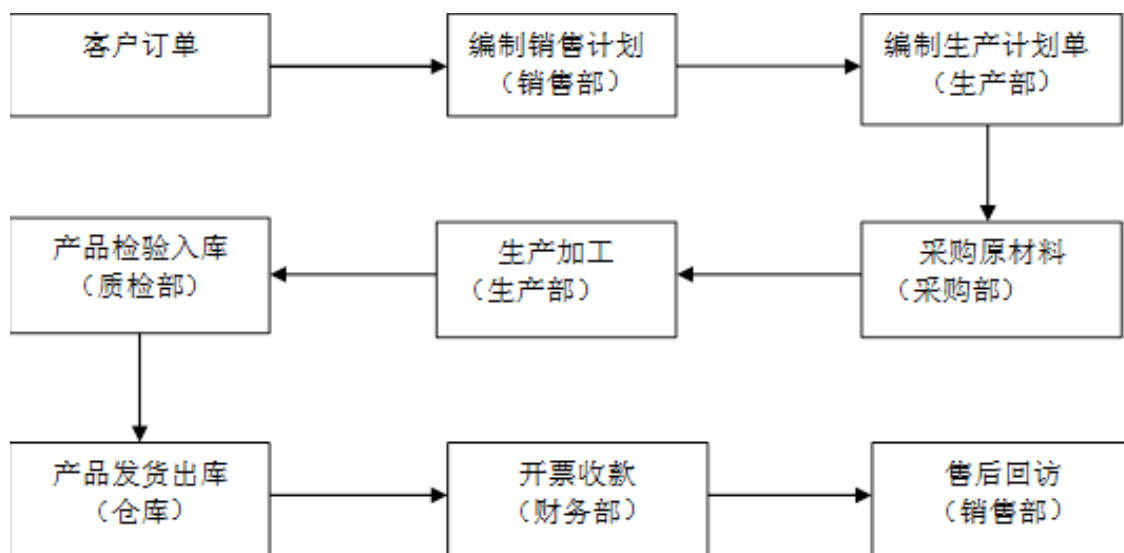 客户订单
编制销售计划
（销售部）
编制生产计划单
（生产部）
产品检验入库
（质检部）
生产加工
（生产部）
采购原材料
（采购部）
产品发货出库
（仓库）
开票收款
（财务部）
售后回访
（销售部）